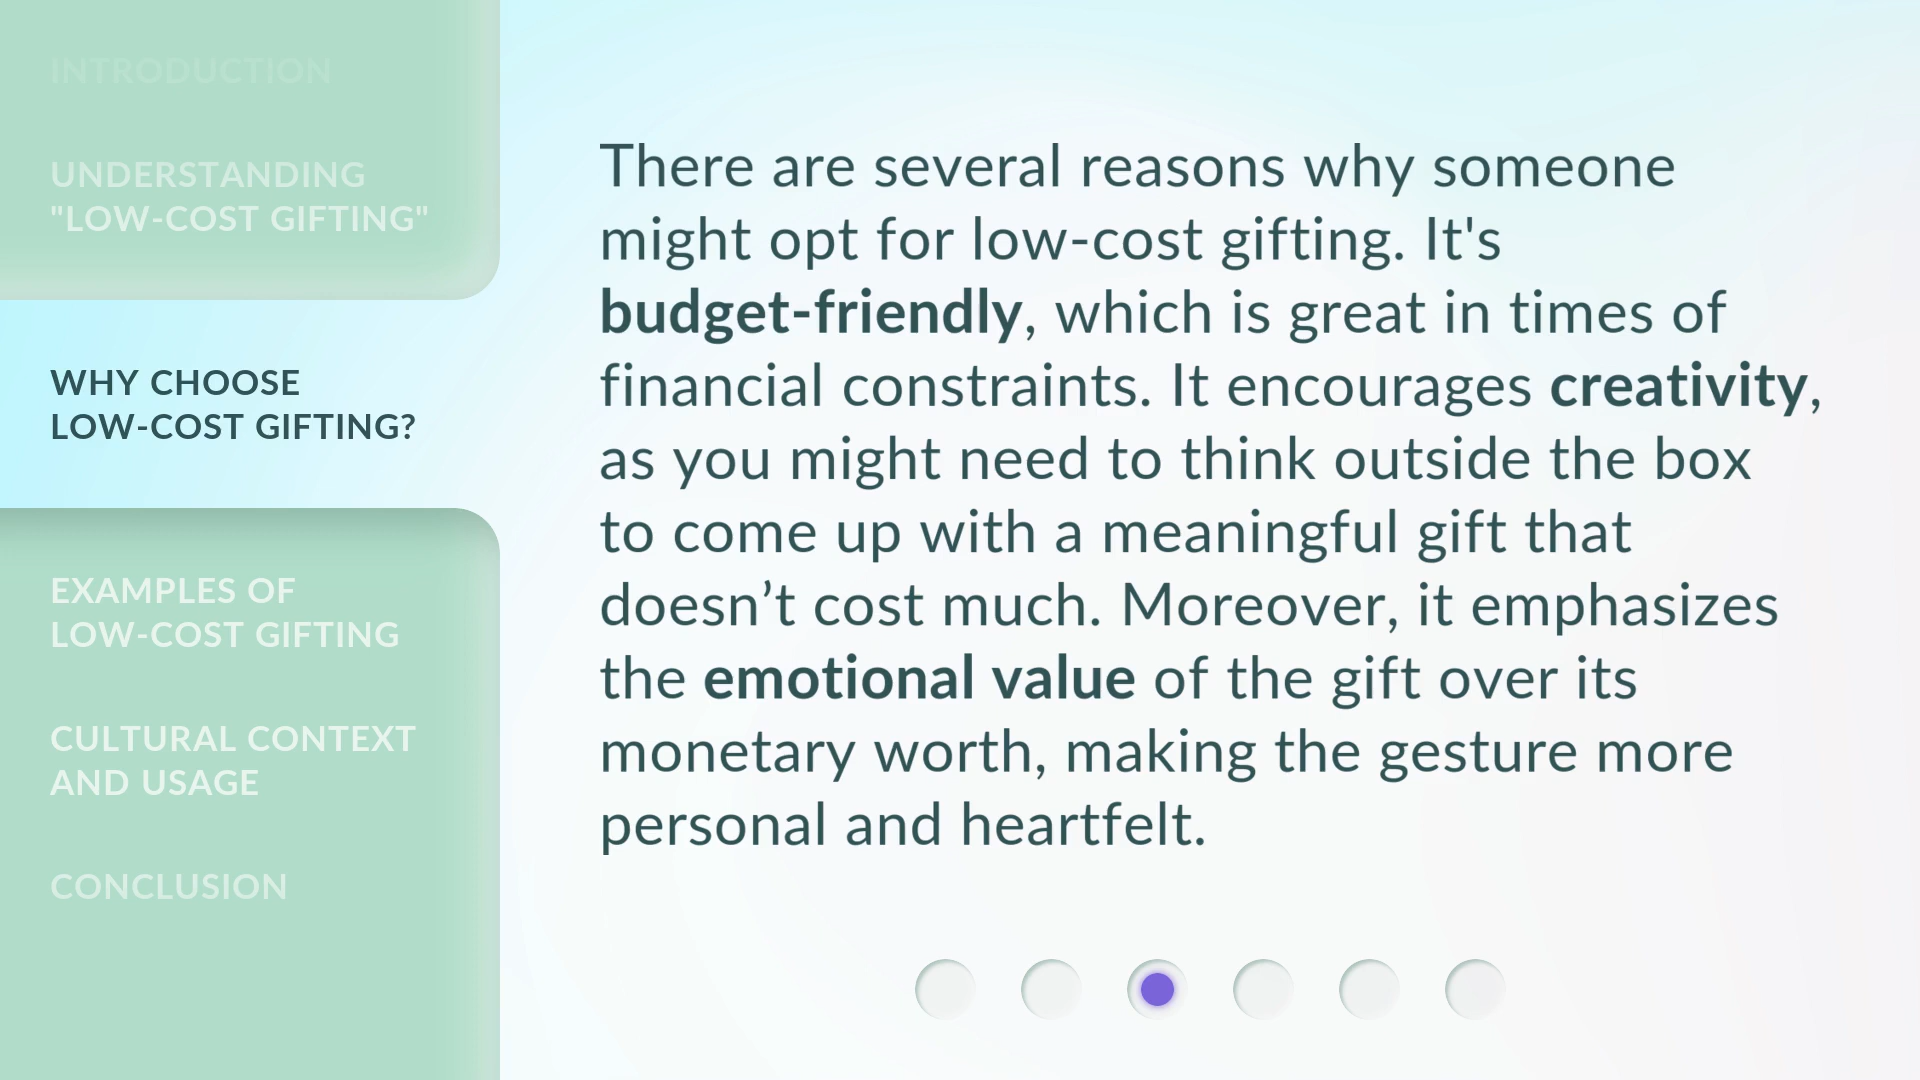 INTRODUCTION
UNDERSTANDING
"LOW-COST GIFTING"
WHY CHOOSE
LOW-COST GIFTING?
EXAMPLES OF
LOW-COST GIFTING
CULTURAL CONTEXT
AND USAGE
CONCLUSION
There are several reasons why someone
might opt for low-cost gifting. It's
budget-friendly, which is great in times of
financial constraints. It encourages creativity,
as you might need to think outside the box
to come up with a meaningful gift that
doesn’t cost much. Moreover, it emphasizes
the emotional value of the gift over its
monetary worth, making the gesture more
personal and heartfelt.